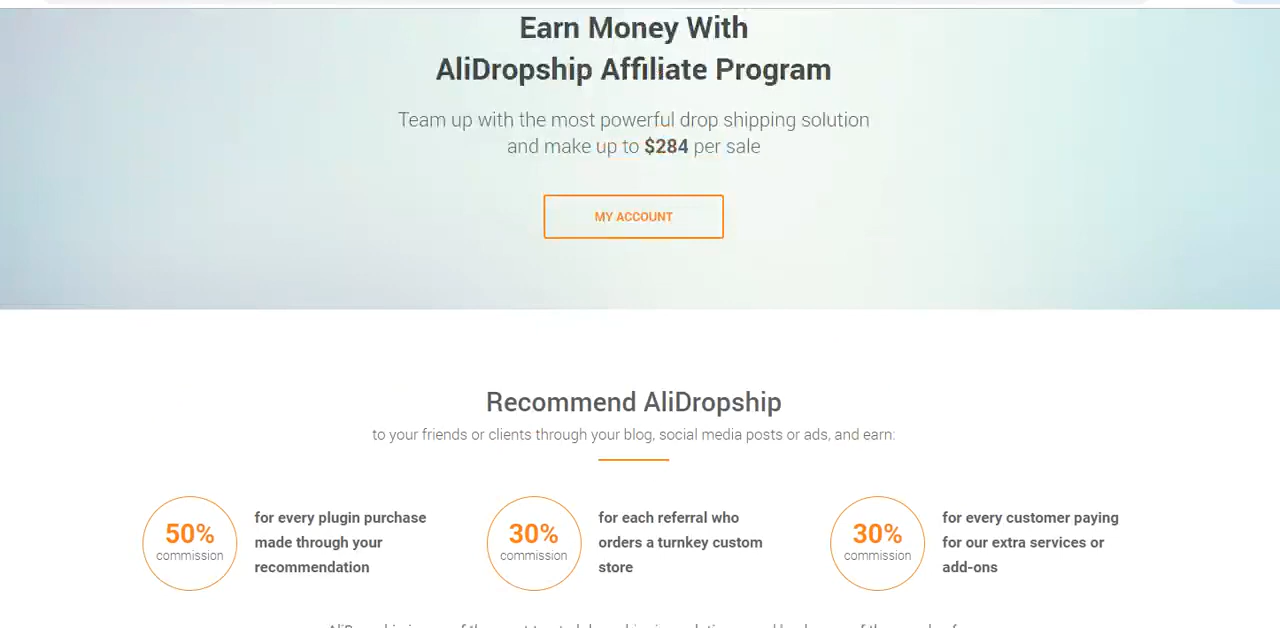 Earn Money With
AliDropship Affiliate Program
Team up with the most powerful drop shipping solution
and make up to $284 per sale
MY ACCOUNT
Recommend AliDropship
to your friends or clients through your blog, social media posts or ads, and earn:
50%
commission
for every plugin purchase
made through your
recommendation
30%
commission
for each referral who
orders a turnkey custom
store
30%
commission
for every customer paying
for our extra services or
add-ons